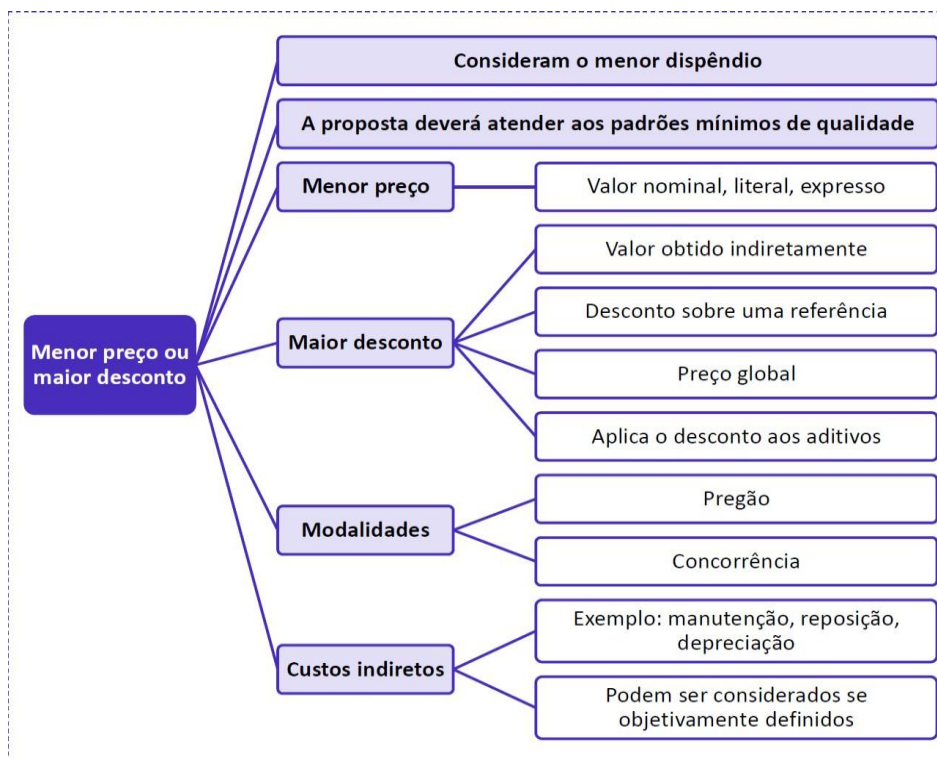 Consideram o menor dispêndio
A proposta deverá atender aos padrões mínimos de qualidade
Menor preço
Valor nominal, literal, expresso
Valor obtido indiretamente
Desconto sobre uma referência
Menor preço ou
maior desconto
Maior desconto
Preço global
Aplica o desconto aos aditivos
Modalidades
Pregão
Concorrência
Custos indiretos
Exemplo: manutenção, reposição,
depreciação
Podem ser considerados se
objetivamente definidos